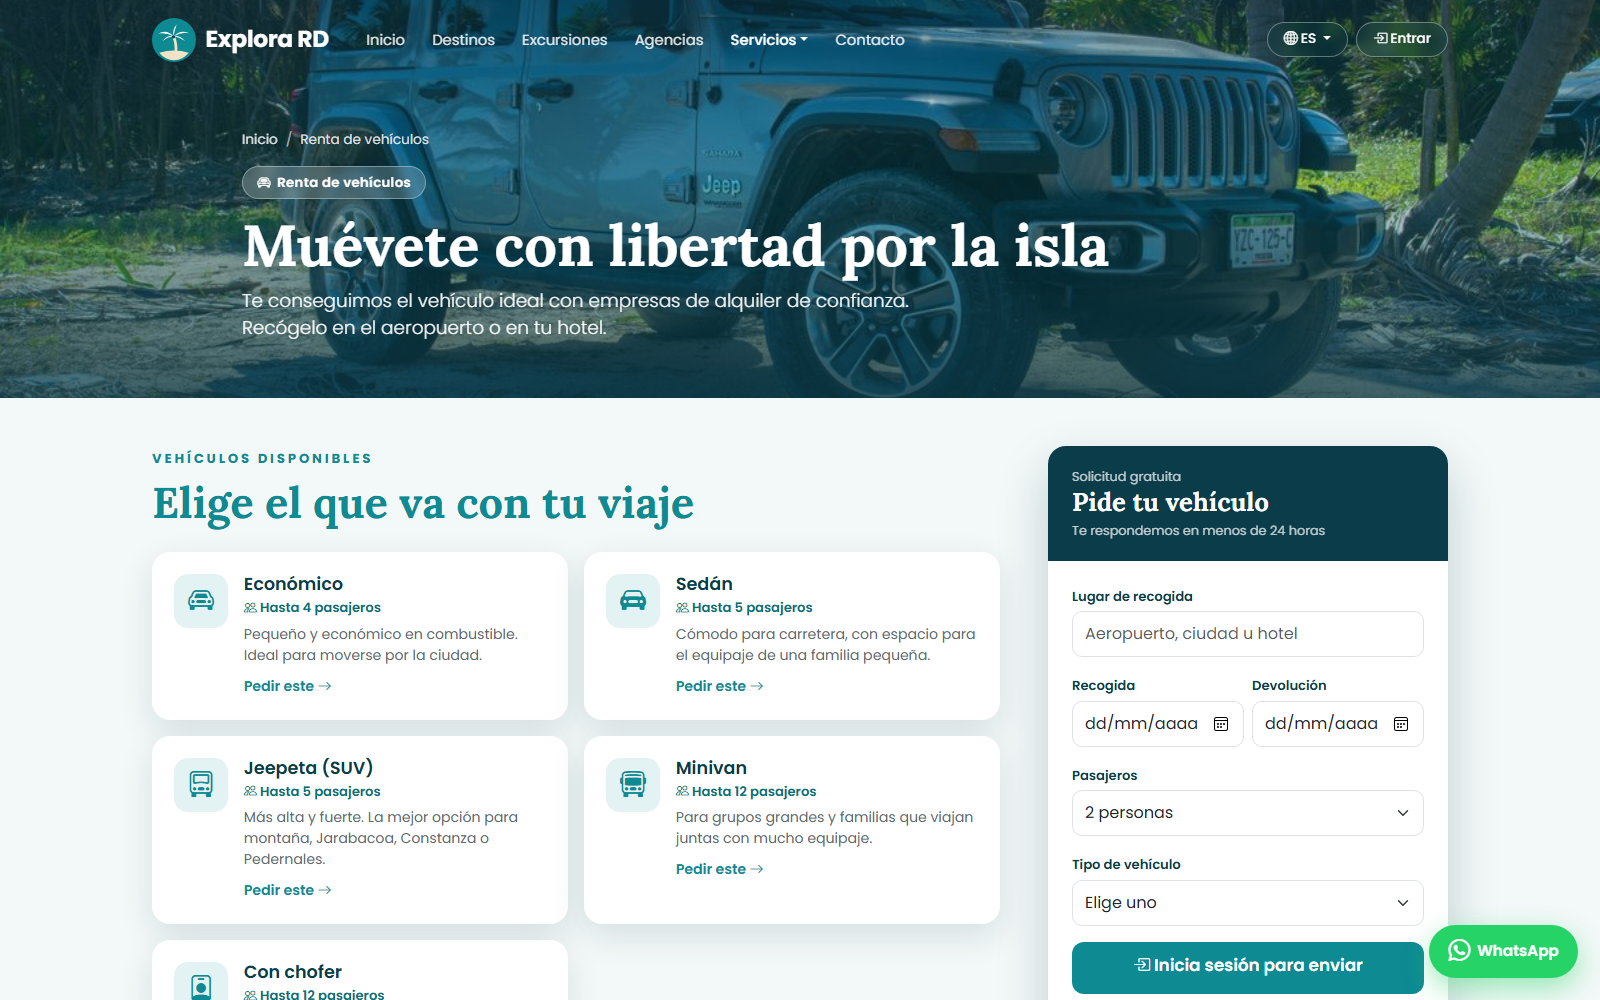 Explora RD
Inicio
Destinos
Excursiones
Agencias
Servicios
Contacto
ES
Entrar
Inicio / Renta de vehículos
Renta de vehículos
Jeep
YZC-125-C
Muévete con libertad por la isla
Te conseguimos el vehículo ideal con empresas de alquiler de confianza.
Recógelo en el aeropuerto o en tu hotel.
VEHÍCULOS DISPONIBLES
Elige el que va con tu viaje
Económico
Hasta 4 pasajeros
Pequeño y económico en combustible.
Ideal para moverse por la ciudad.
Pedir este →
Sedán
Hasta 5 pasajeros
Cómodo para carretera, con espacio para
el equipaje de una familia pequeña.
Pedir este →
Jeepeta (SUV)
Hasta 5 pasajeros
Más alta y fuerte. La mejor opción para
montaña, Jarabacoa, Constanza o
Pedernales.
Pedir este →
Minivan
Hasta 12 pasajeros
Para grupos grandes y familias que viajan
juntas con mucho equipaje.
Pedir este →
Con chofer
Hasta 12 pasajeros
Solicitud gratuita
Pide tu vehículo
Te respondemos en menos de 24 horas
Lugar de recogida
Aeropuerto, ciudad u hotel
Recogida
Devolución
dd/mm/aaaa
dd/mm/aaaa
Pasajeros
2 personas
Tipo de vehículo
Elige uno
Inicia sesión para enviar
WhatsApp